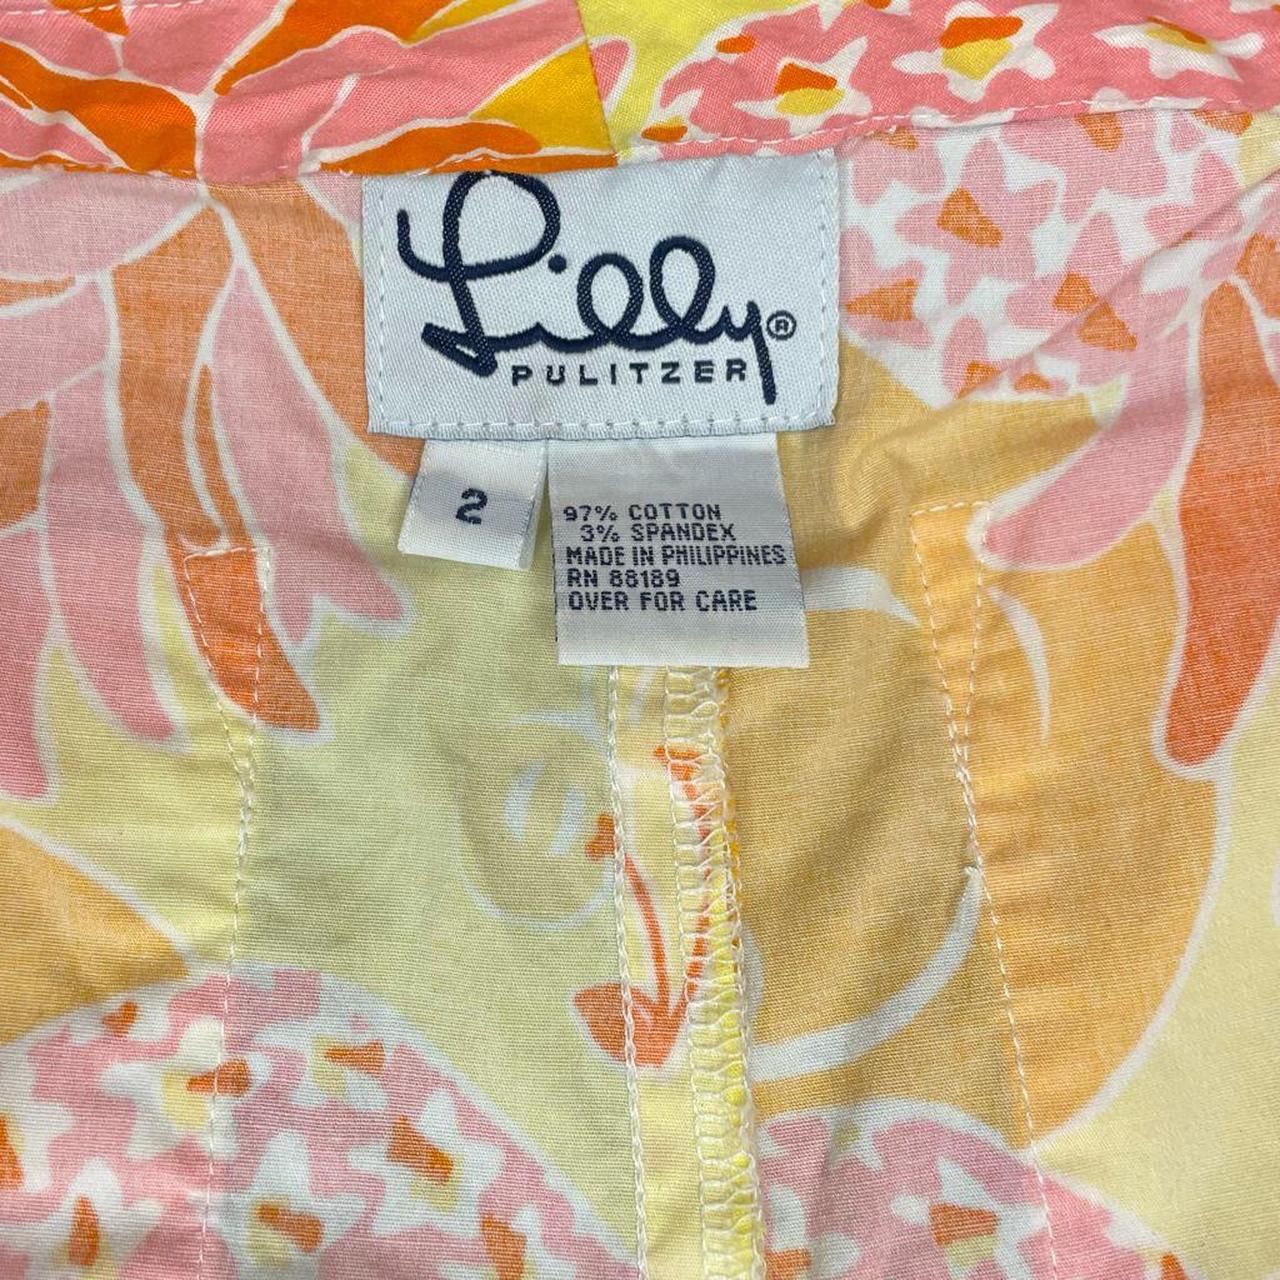 Lilly®
PULITZER
2
97% COTTON
3% SPANDEX
MADE IN PHILIPPINES
RN 88189
OVER FOR CARE